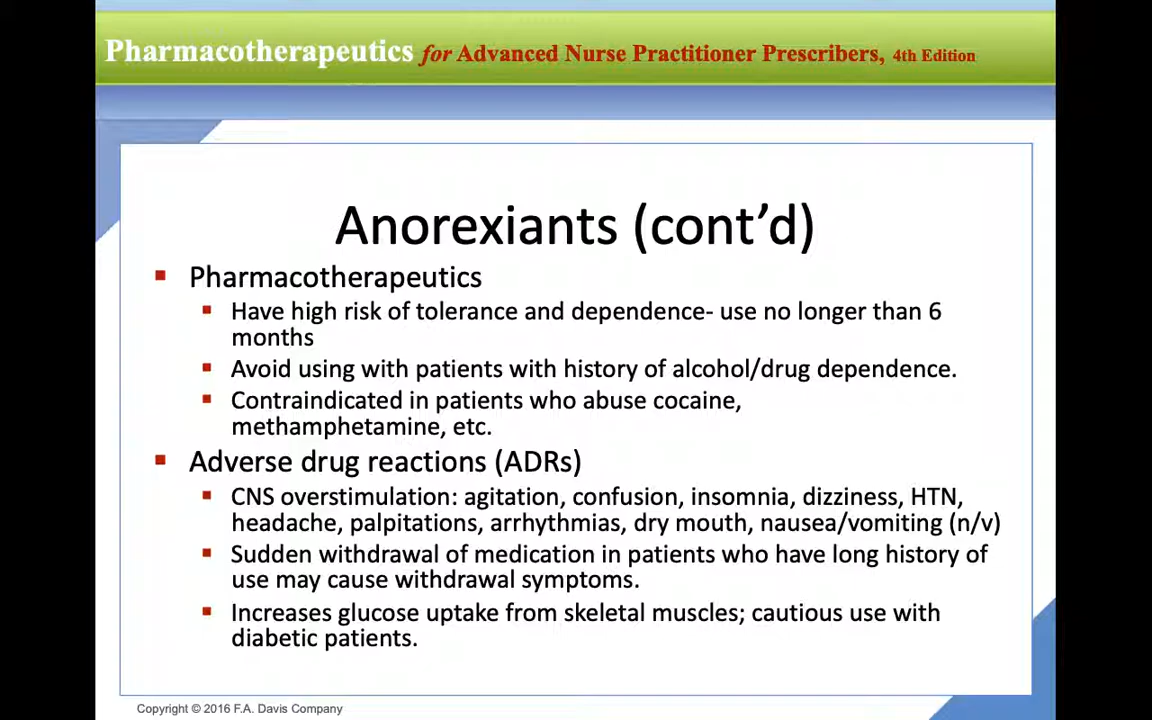 Pharmacotherapeutics for Advanced Nurse Practitioner Prescribers, 4th Edition
Anorexiants (cont’d)
Pharmacotherapeutics
Have high risk of tolerance and dependence- use no longer than 6
months
Avoid using with patients with history of alcohol/drug dependence.
Contraindicated in patients who abuse cocaine,
methamphetamine, etc.
Adverse drug reactions (ADRs)
CNS overstimulation: agitation, confusion, insomnia, dizziness, HTN,
headache, palpitations, arrhythmias, dry mouth, nausea/vomiting (n/v)
Sudden withdrawal of medication in patients who have long history of
use may cause withdrawal symptoms.
Increases glucose uptake from skeletal muscles; cautious use with
diabetic patients.
Copyright © 2016 F.A. Davis Company